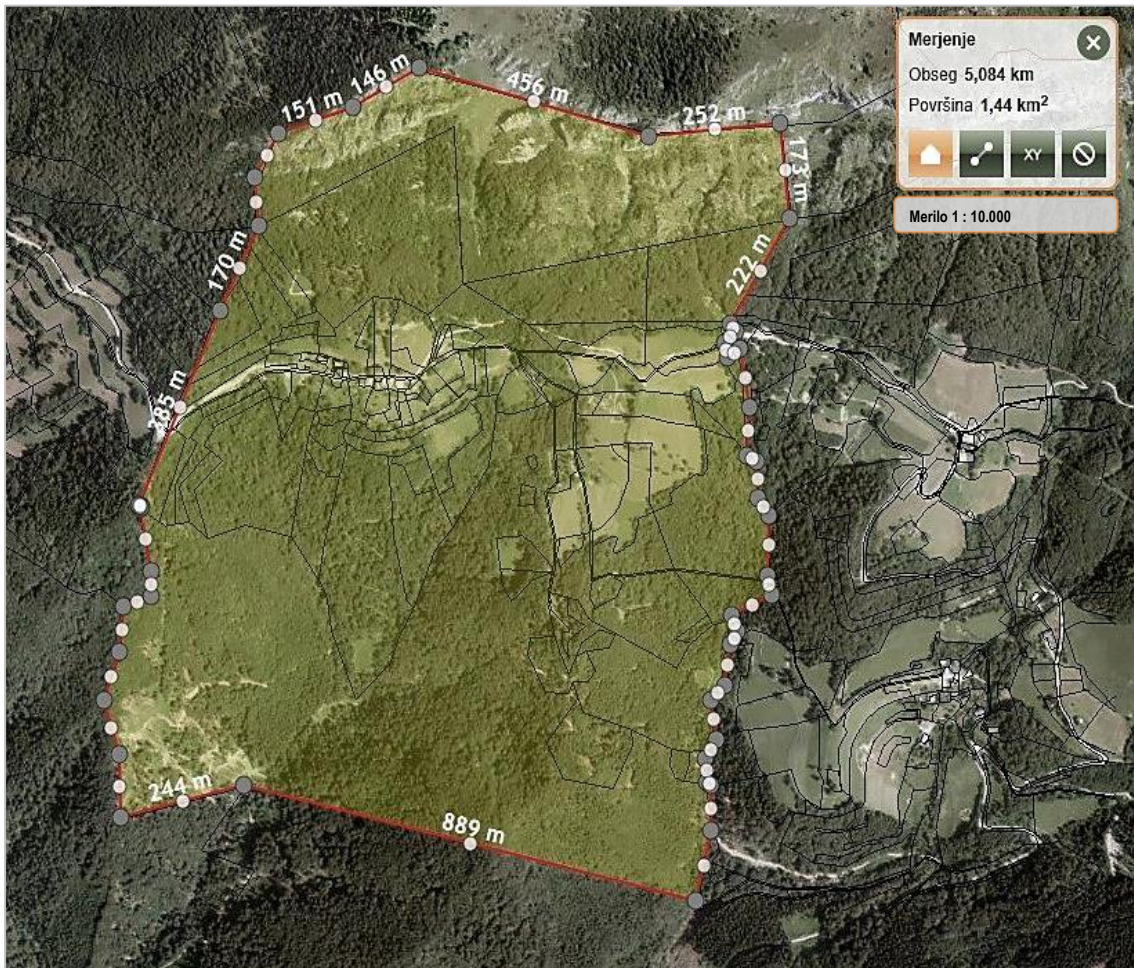 Merjenje
Obseg 5,084 km
Površina 1,44 km²
XY
Merilo 1 : 10.000
151 m
146 m
456 m
252 m
173 m
222 m
170 m
385 m
244 m
889 m